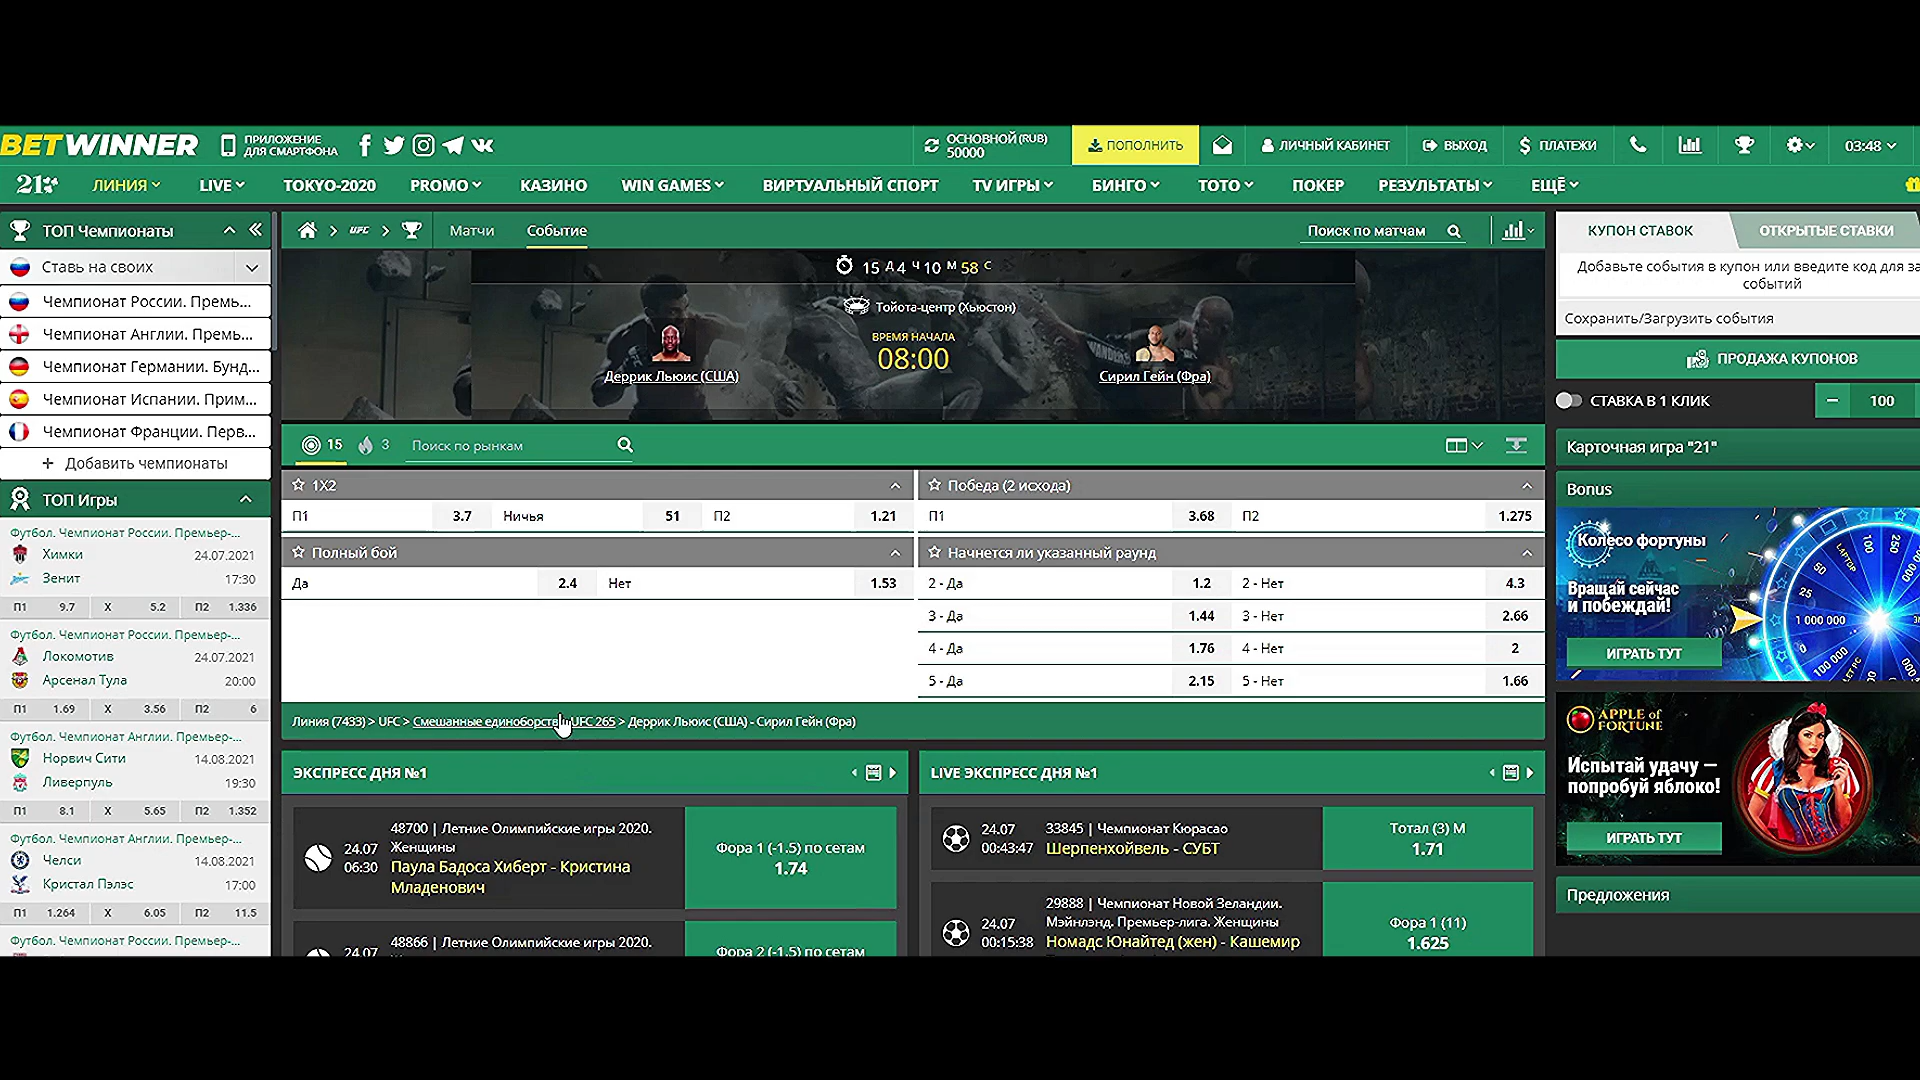 BETWINNER
ПРИЛОЖЕНИЕ
ДЛЯ СМАРТФОНА
ОСНОВНОЙ (RUB)
50000
ПОПОЛНИТЬ
ЛИЧНЫЙ КАБИНЕТ
ВЫХОД
ПЛАТЕЖИ
03:48
21
ЛИНИЯ
LIVE
TOKYO-2020
PROMO
КАЗИНО
WIN GAMES
ВИРТУАЛЬНЫЙ СПОРТ
TV ИГРЫ
БИНГО
ТОТО
ПОКЕР
РЕЗУЛЬТАТЫ
ЕЩЁ
ТОП Чемпионаты
Ставь на своих
Чемпионат России. Премь...
Чемпионат Англии. Премь...
Чемпионат Германии. Бунд...
Чемпионат Испании. Прим...
Чемпионат Франции. Перв...
+ Добавить чемпионаты
ТОП Игры
Футбол. Чемпионат России. Премьер-...
Химки 24.07.2021
Зенит 17:30
П1 9.7 X 5.2 П2 1.336
Футбол. Чемпионат России. Премьер-...
Локомотив 24.07.2021
Арсенал Тула 20:00
П1 1.69 X 3.56 П2 6
Футбол. Чемпионат Англии. Премьер-...
Норвич Сити 14.08.2021
Ливерпуль 19:30
П1 8.1 X 5.65 П2 1.352
Футбол. Чемпионат Англии. Премьер-...
Челси 14.08.2021
Кристал Пэлэс 17:00
П1 1.264 X 6.05 П2 11.5
Футбол. Чемпионат России. Премьер-...
UFC
Матчи
Событие
Поиск по матчам
15 Д 4 Ч 10 М 58 С
Тойота-центр (Хьюстон)
ВРЕМЯ НАЧАЛА
08:00
Деррик Льюис (США)
Сирил Гейн (Фра)
15
3
Поиск по рынкам
1X2
П1 3.7 Ничья 51 П2 1.21
Победа (2 исхода)
П1 3.68 П2 1.275
Полный бой
Да 2.4 Нет 1.53
Начнется ли указанный раунд
2 - Да 1.2 2 - Нет 4.3
3 - Да 1.44 3 - Нет 2.66
4 - Да 1.76 4 - Нет 2
5 - Да 2.15 5 - Нет 1.66
Линия (7433) > UFC > Смешанные единоборства. UFC 265 > Деррик Льюис (США) - Сирил Гейн (Фра)
ЭКСПРЕСС ДНЯ №1
24.07
06:30
48700 | Летние Олимпийские игры 2020.
Женщины
Паула Бадоса Хиберт - Кристина
Младенович
Фора 1 (-1.5) по сетам
1.74
24.07
48866 | Летние Олимпийские игры 2020.
Фора 2 (-1.5) по сетам
LIVE ЭКСПРЕСС ДНЯ №1
24.07
00:43:47
33845 | Чемпионат Кюрасао
Шерпенхойвель - СУБТ
Тотал (3) М
1.71
24.07
00:15:38
29888 | Чемпионат Новой Зеландии.
Мэйнлэнд. Премьер-лига. Женщины
Номадс Юнайтед (жен) - Кашемир
Фора 1 (11)
1.625
КУПОН СТАВОК
ОТКРЫТЫЕ СТАВКИ
Добавьте события в купон или введите код для за
событий
Сохранить/Загрузить события
ПРОДАЖА КУПОНОВ
СТАВКА В 1 КЛИК
− 100
Карточная игра "21"
Bonus
Колесо фортуны
Вращай сейчас
и побеждай!
ИГРАТЬ ТУТ
LAPTOP
100
250
50
25
1 000 000
0
100 000
APPLE of
FORTUNE
Испытай удачу —
попробуй яблоко!
ИГРАТЬ ТУТ
Предложения